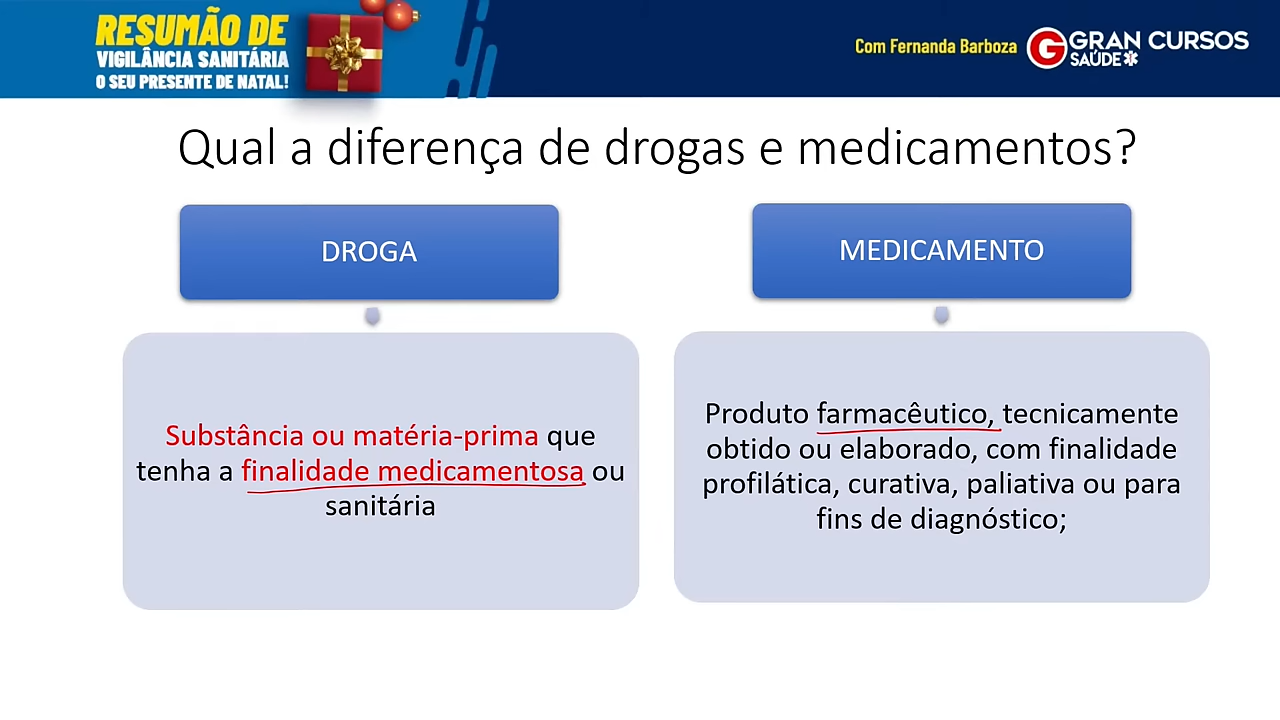 RESUMÃO DE
VIGILÂNCIA SANITÁRIA
O SEU PRESENTE DE NATAL!
Com Fernanda Barboza
GRAN CURSOS
SAÚDE
Qual a diferença de drogas e medicamentos?
DROGA
MEDICAMENTO
Substância ou matéria-prima que
tenha a finalidade medicamentosa ou
sanitária
Produto farmacêutico, tecnicamente
obtido ou elaborado, com finalidade
profilática, curativa, paliativa ou para
fins de diagnóstico;